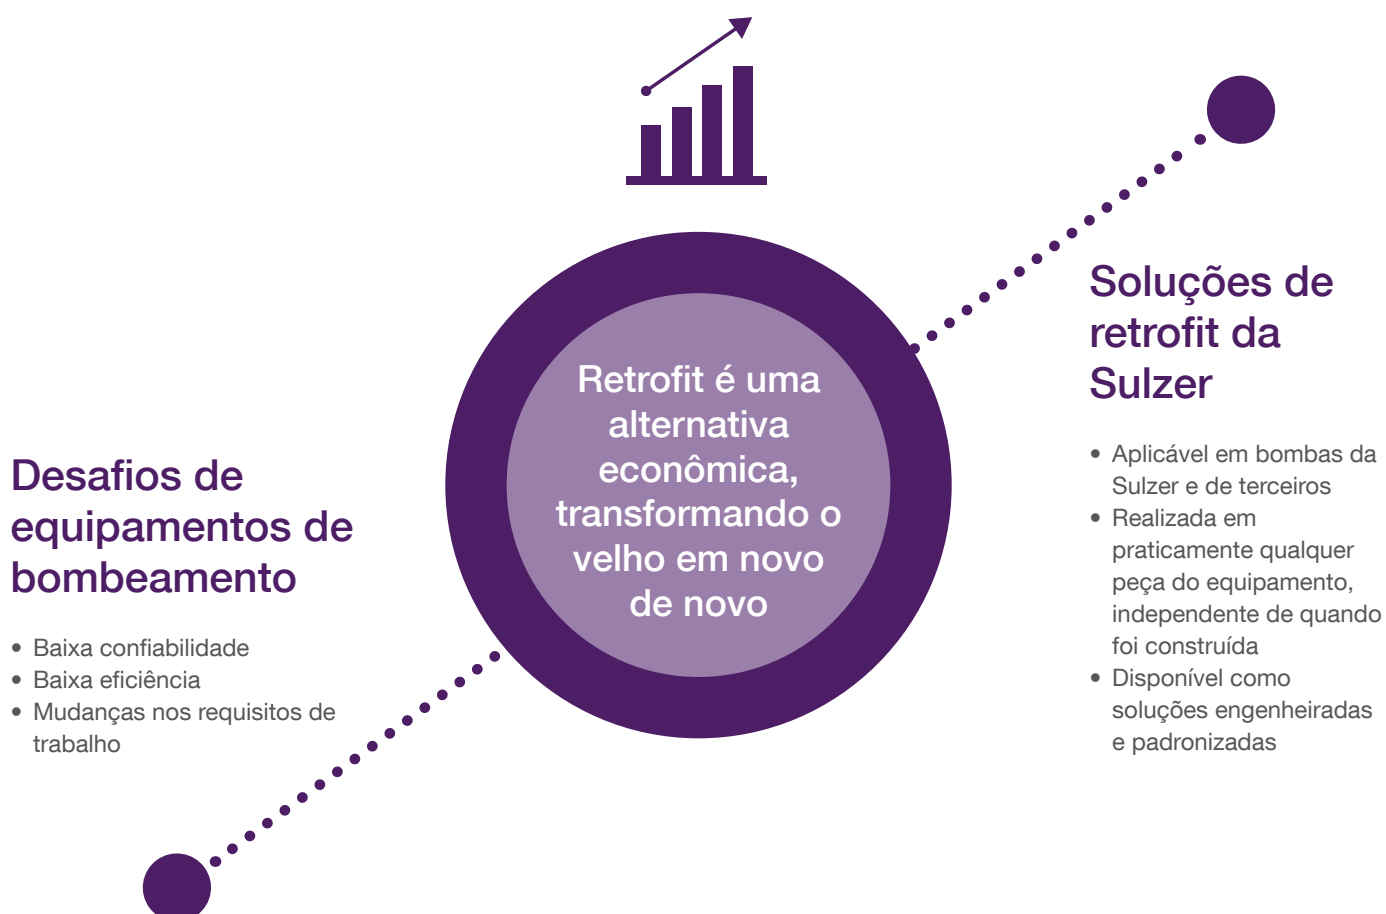 Desafios de
equipamentos de
bombeamento
• Baixa confiabilidade
• Baixa eficiência
• Mudanças nos requisitos de
trabalho
Retrofit é uma
alternativa
econômica,
transformando o
velho em novo
de novo
Soluções de
retrofit da
Sulzer
• Aplicável em bombas da
Sulzer e de terceiros
• Realizada em
praticamente qualquer
peça do equipamento,
independente de quando
foi construída
• Disponível como
soluções engenheiradas
e padronizadas